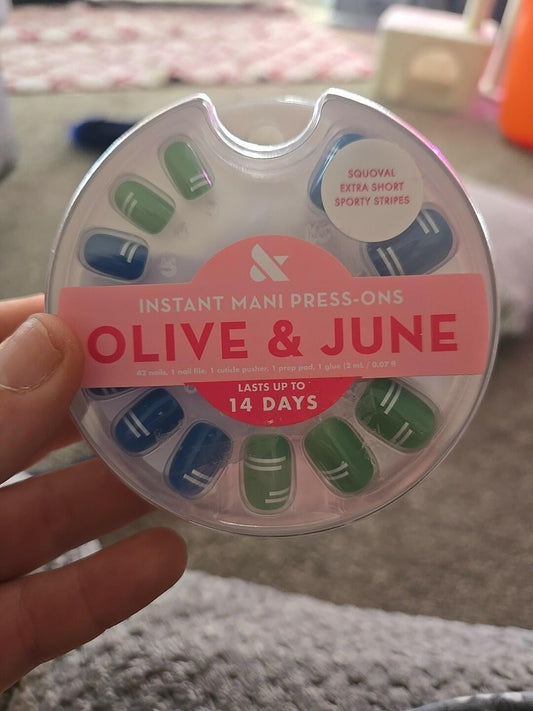 SQUOVAL
EXTRA SHORT
SPORTY STRIPES
&
INSTANT MANI PRESS-ONS
OLIVE & JUNE
42 nails, 1 nail file, 1 cuticle pusher, 1 prep pad, 1 glue (2 mL / 0.07 fl
LASTS UP TO
14 DAYS